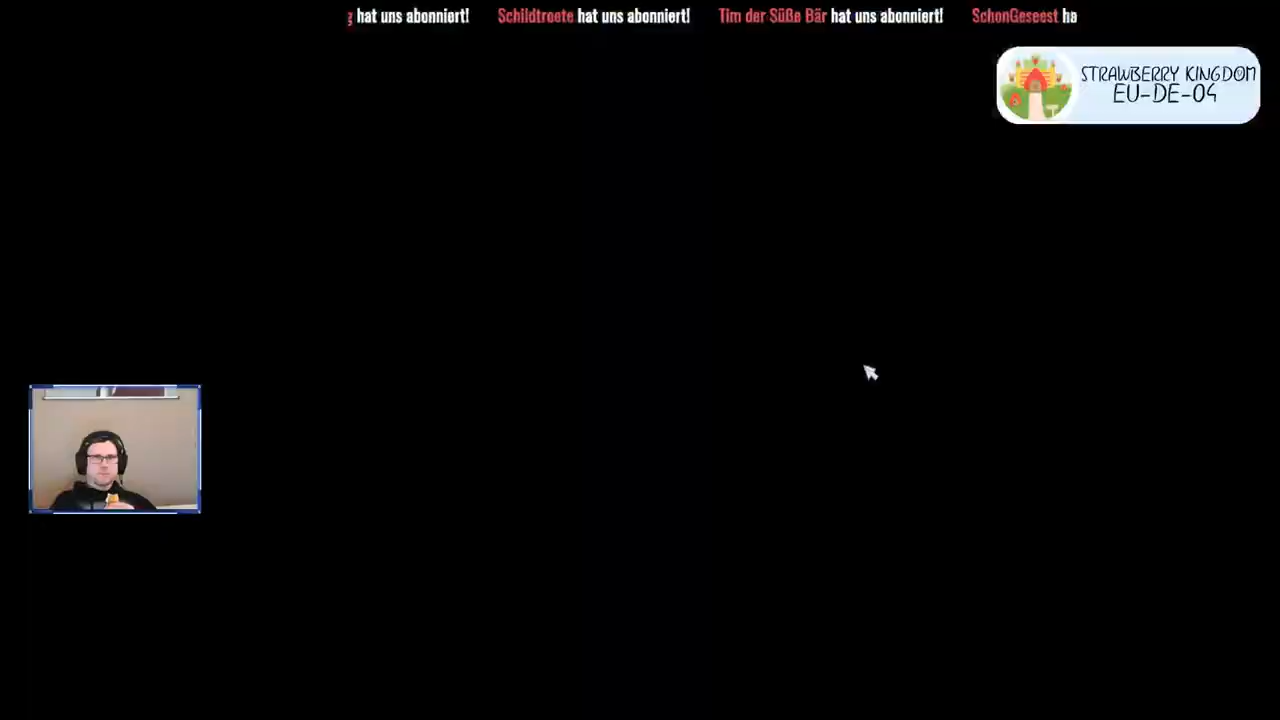 hat uns abonniert! Schildtroete hat uns abonniert! Tim der Süße Bär hat uns abonniert! SchonGeseest ha
STRAWBERRY KINGDOM
EU-DE-04